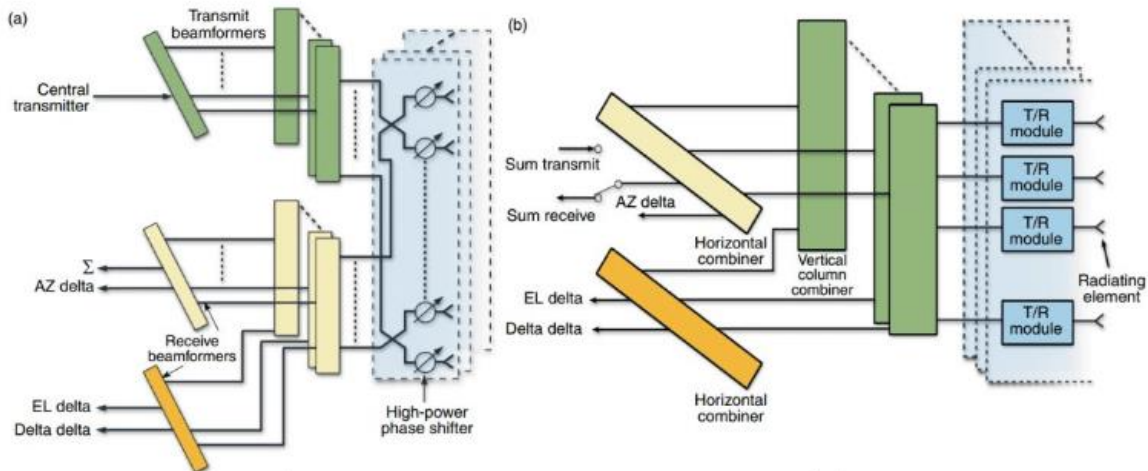 (a)
Transmit
beamformers
Central
transmitter
Σ
AZ delta
Receive
beamformers
EL delta
Delta delta
High-power
phase shifter
(b)
Sum transmit
Sum receive
AZ delta
Horizontal
combiner
Vertical
column
combiner
EL delta
Delta delta
Horizontal
combiner
T/R
module
T/R
module
T/R
module
Radiating
element
T/R
module